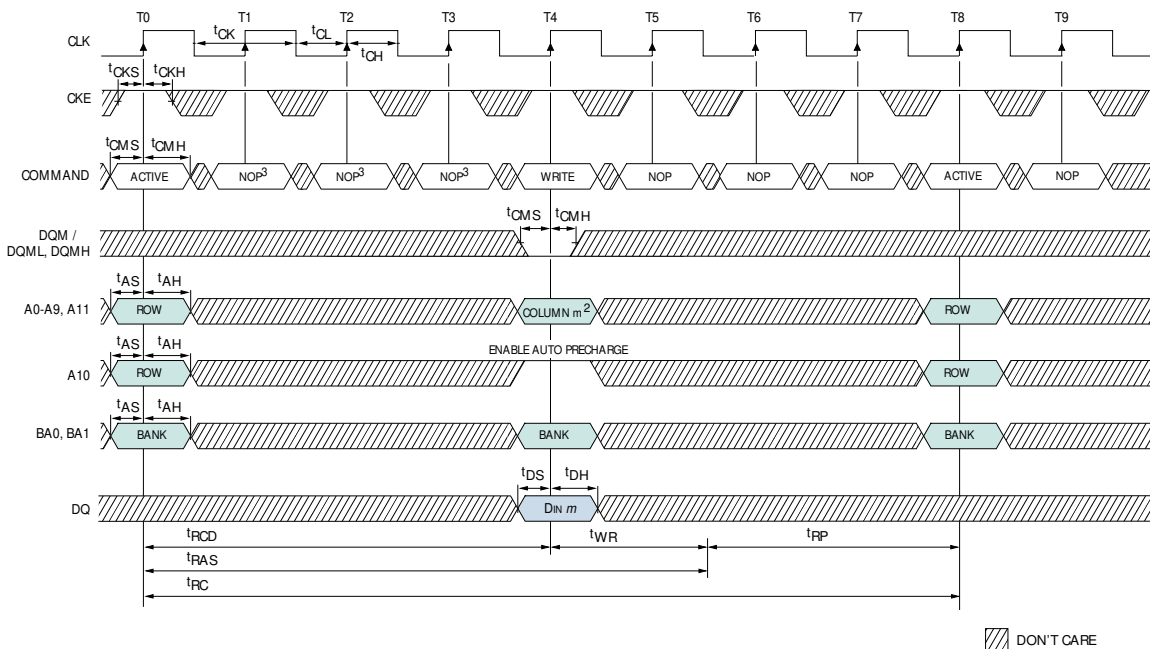 T0 T1 T2 T3 T4 T5 T6 T7 T8 T9
tCK tCL
CLK
tCH
tCKS tCKH
CKE
tCMS tCMH
COMMAND ACTIVE NOP3 NOP3 NOP3 WRITE NOP NOP NOP ACTIVE NOP
tCMS tCMH
DQM /
DQML, DQMH
tAS tAH
A0-A9, A11 ROW COLUMN m2 ROW
tAS tAH ENABLE AUTO PRECHARGE
A10 ROW ROW
tAS tAH
BA0, BA1 BANK BANK BANK
tDS tDH
DQ DIN m
tRCD tWR tRP
tRAS
tRC
DON'T CARE